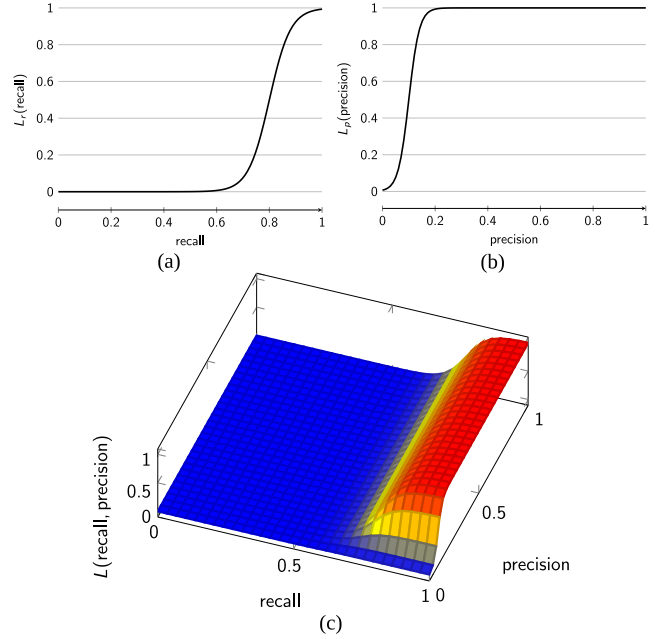 1
0.8
0.6
0.4
0.2
0
L_r(recall)
0 0.2 0.4 0.6 0.8 1
recall
(a)
1
0.8
0.6
0.4
0.2
0
L_p(precision)
0 0.2 0.4 0.6 0.8 1
precision
(b)
1
0.5
0
L(recall, precision)
0
0.5
1
recall
0
0.5
1
precision
(c)